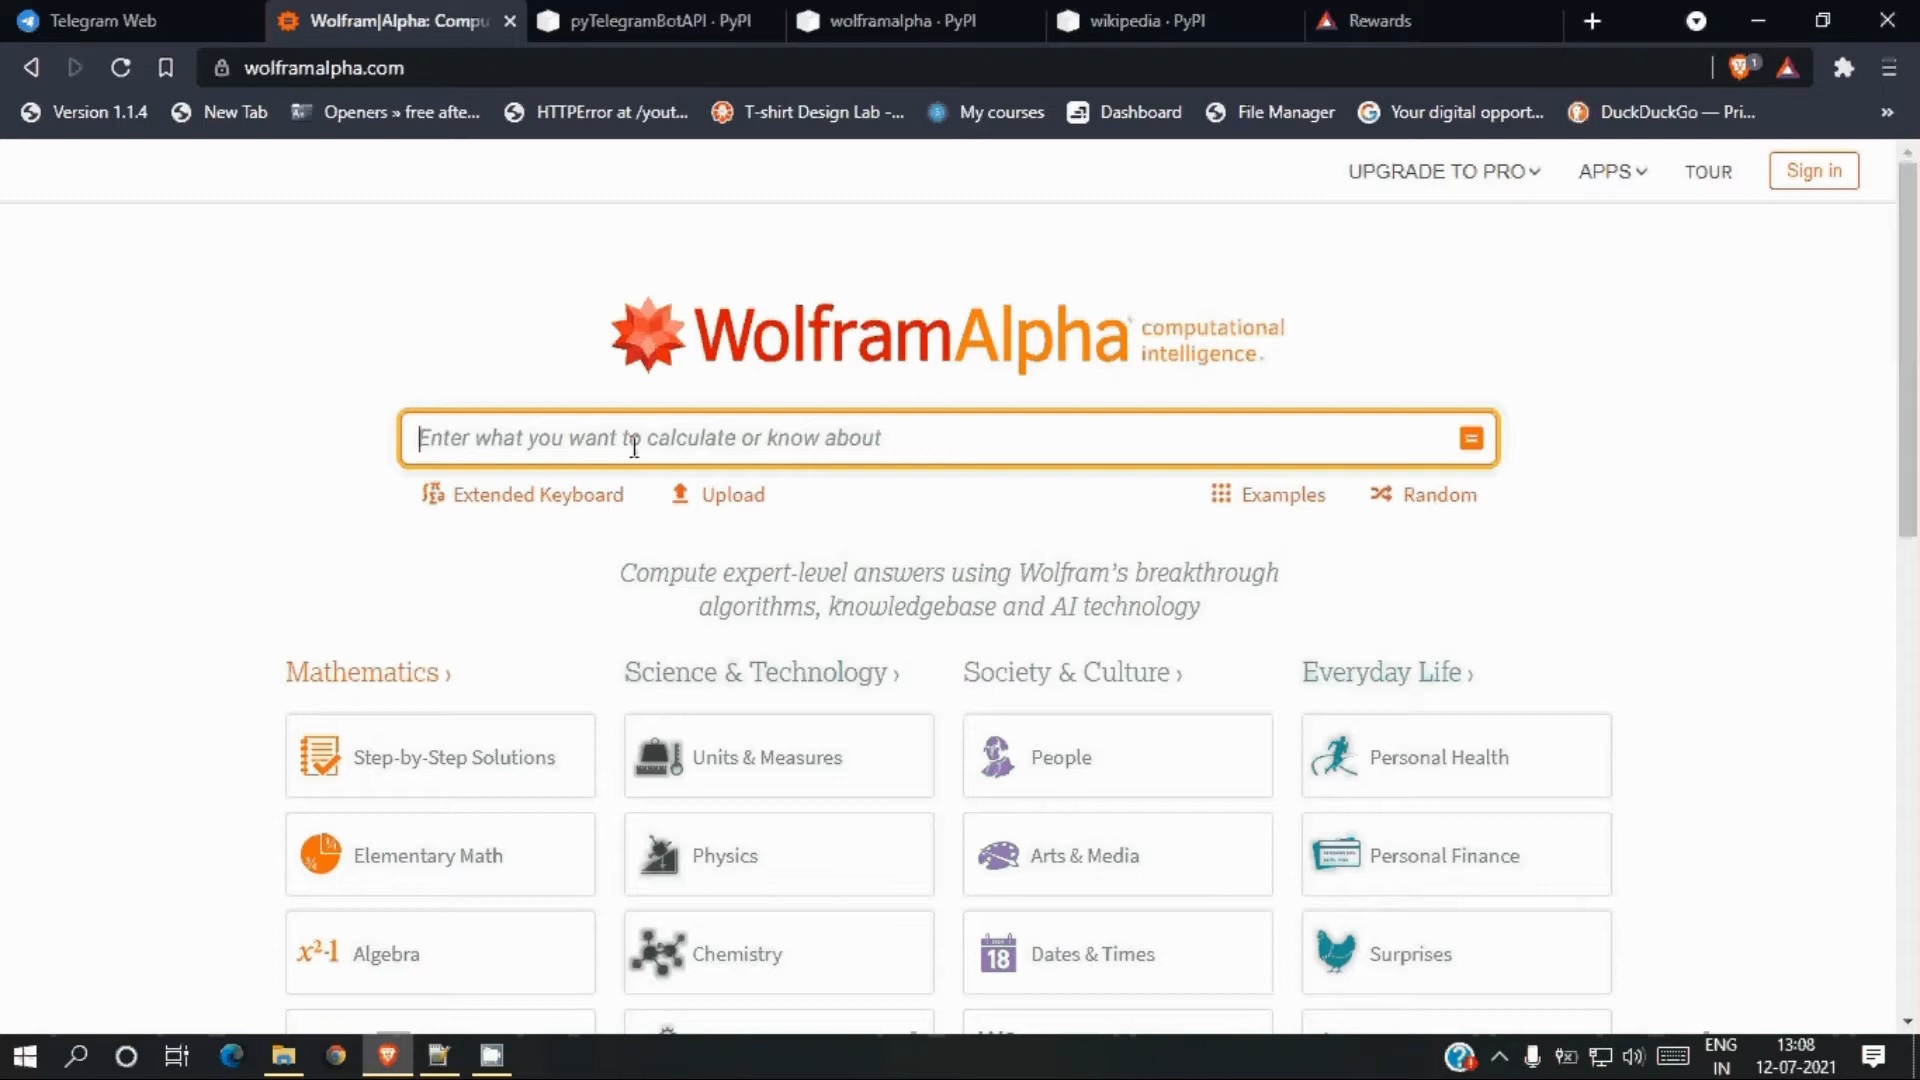 Telegram Web
Wolfram|Alpha: Compu
pyTelegramBotAPI · PyPI
wolframalpha · PyPI
wikipedia · PyPI
Rewards
wolframalpha.com
1
Version 1.1.4
New Tab
Openers » free afte...
HTTPError at /yout...
T-shirt Design Lab -...
My courses
Dashboard
File Manager
Your digital opport...
DuckDuckGo — Pri...
UPGRADE TO PRO
APPS
TOUR
Sign in
WolframAlpha computational
intelligence.
Enter what you want to calculate or know about
Extended Keyboard
Upload
Examples
Random
Compute expert-level answers using Wolfram's breakthrough
algorithms, knowledgebase and AI technology
Mathematics ›
Science & Technology ›
Society & Culture ›
Everyday Life ›
Step-by-Step Solutions
Units & Measures
People
Personal Health
Elementary Math
Physics
Arts & Media
Personal Finance
x²-1 Algebra
Chemistry
18 Dates & Times
Surprises
ENG
IN
13:08
12-07-2021